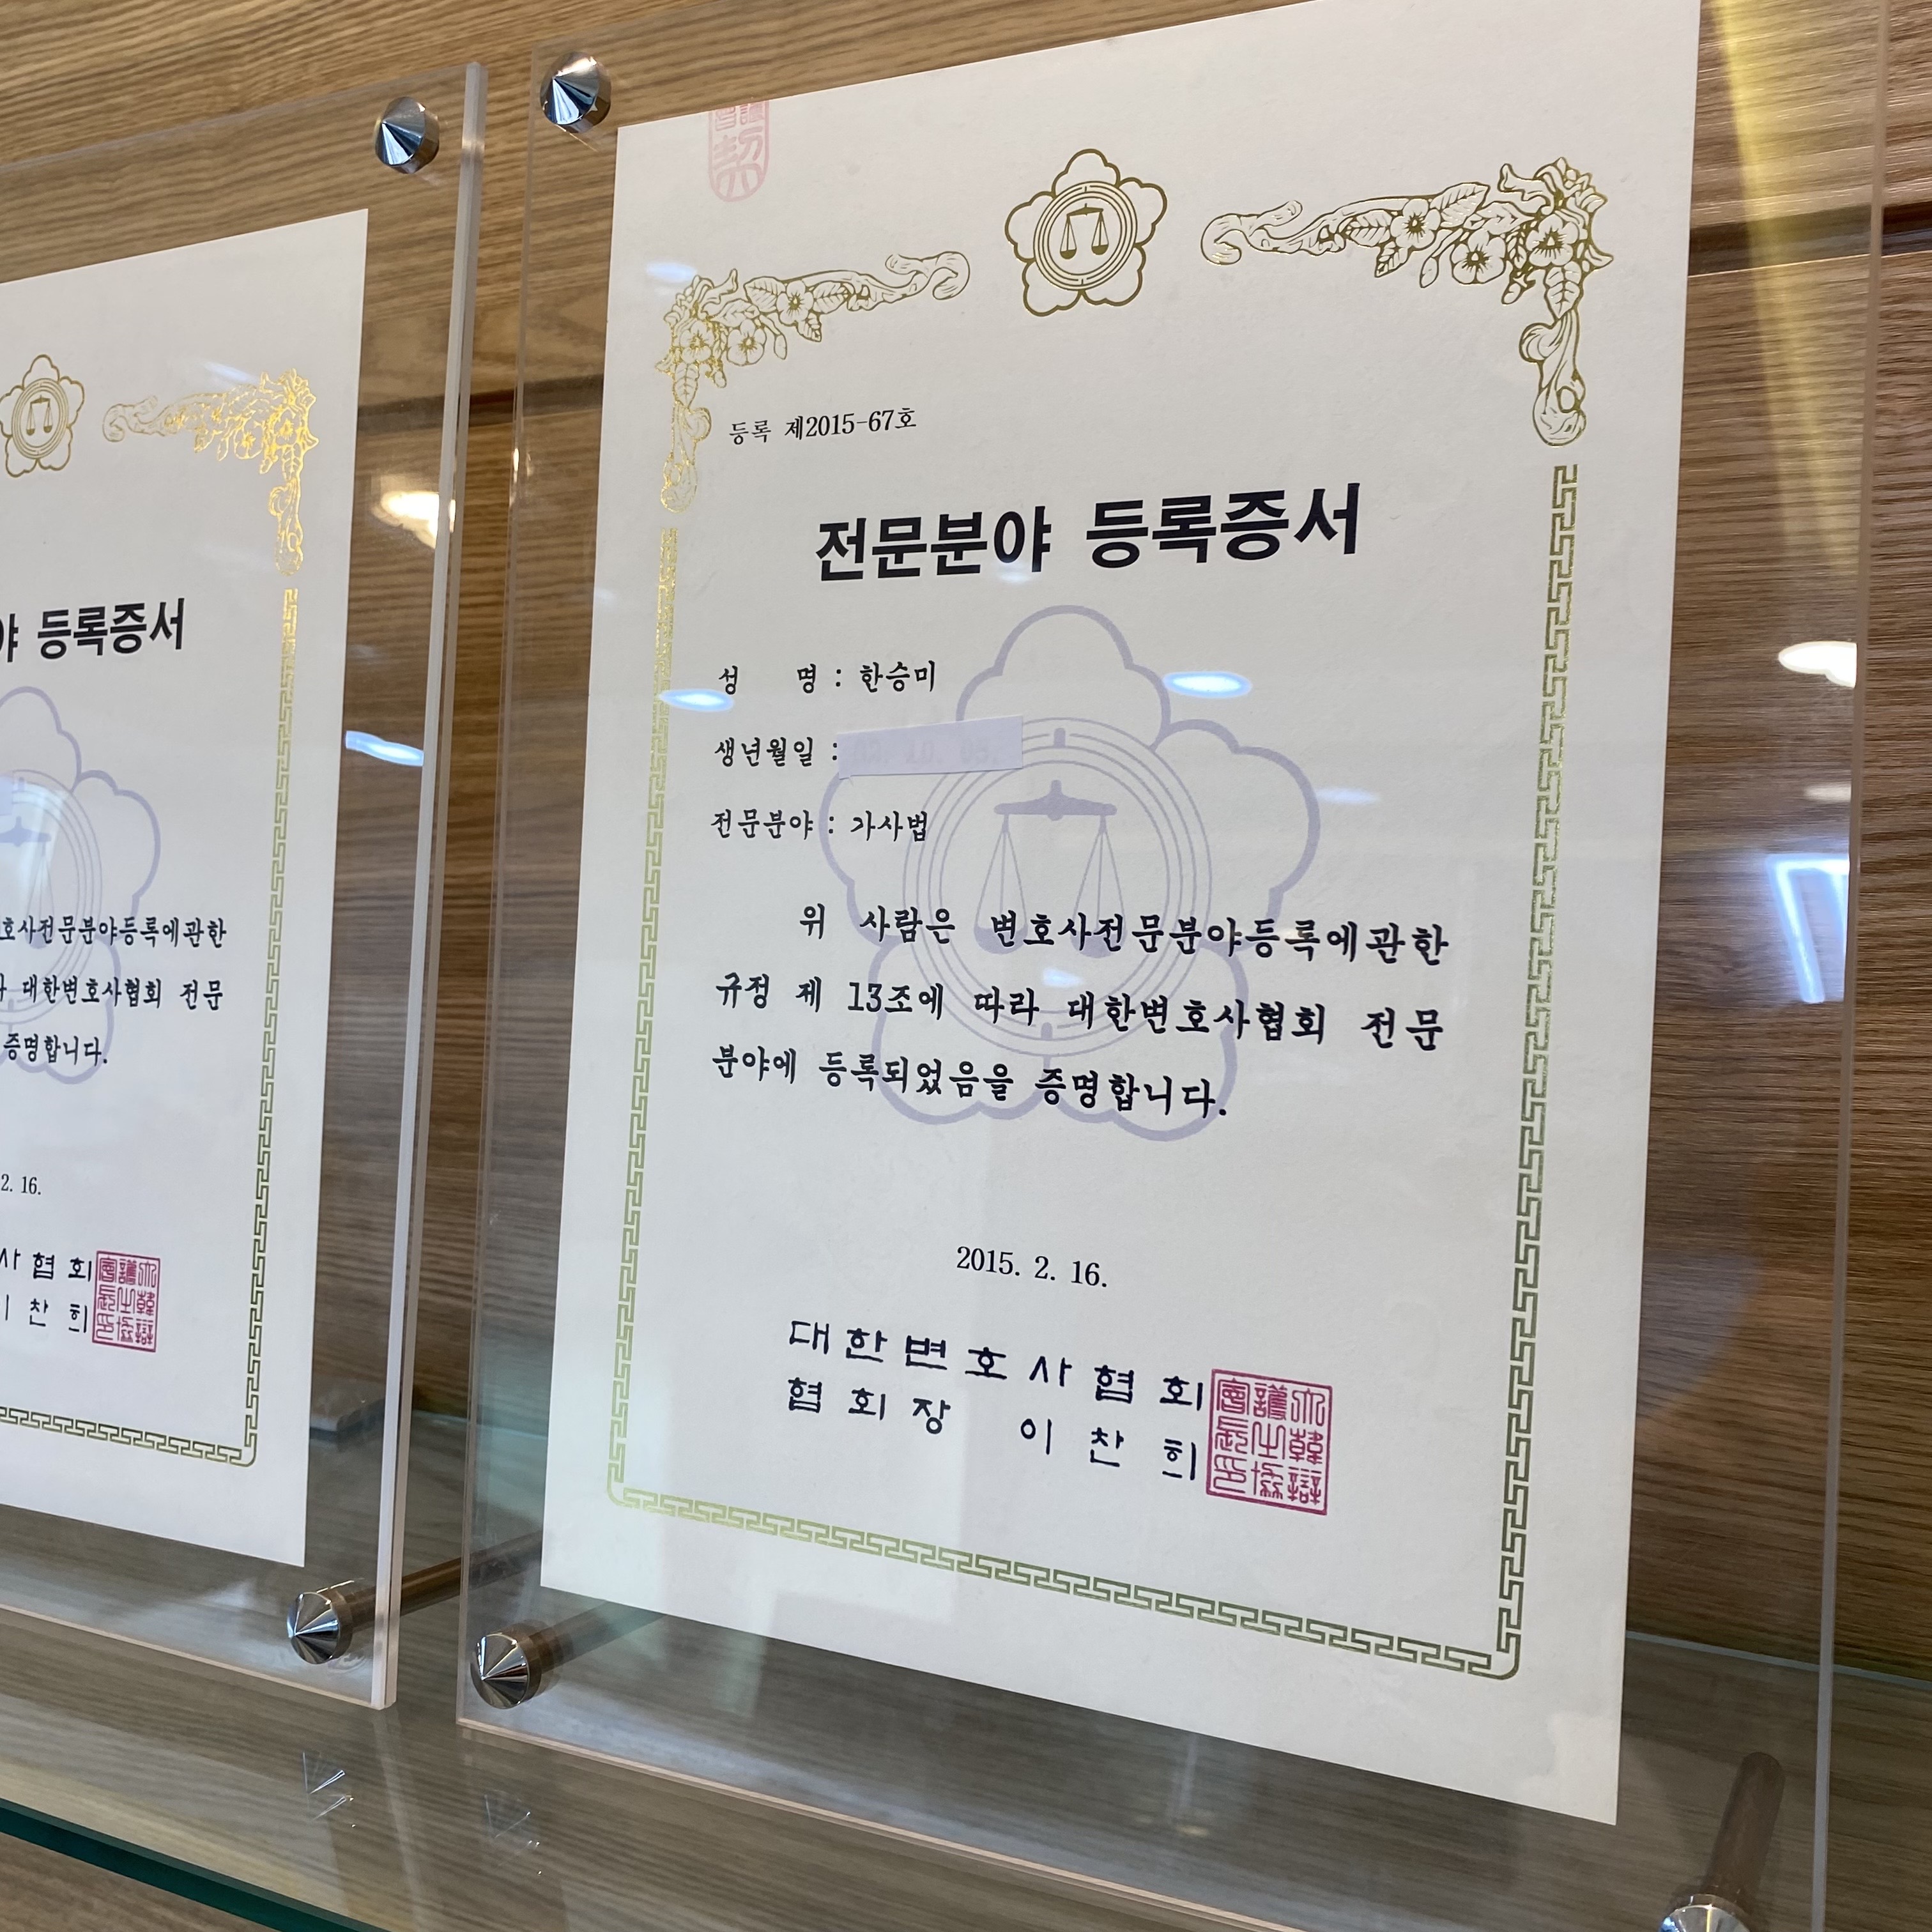 야 등록증서
호사전문분야등록에관한
대한변호사협회 전문
증명합니다.
2. 16.
사협회
이찬희
등록 제2015-67호
전문분야 등록증서
성 명 : 한승미
생년월일 :
전문분야 : 가사법
위 사람은 변호사전문분야등록에관한
규정 제 13조에 따라 대한변호사협회 전문
분야에 등록되었음을 증명합니다.
2015. 2. 16.
대한변호사협회
협회장 이찬희